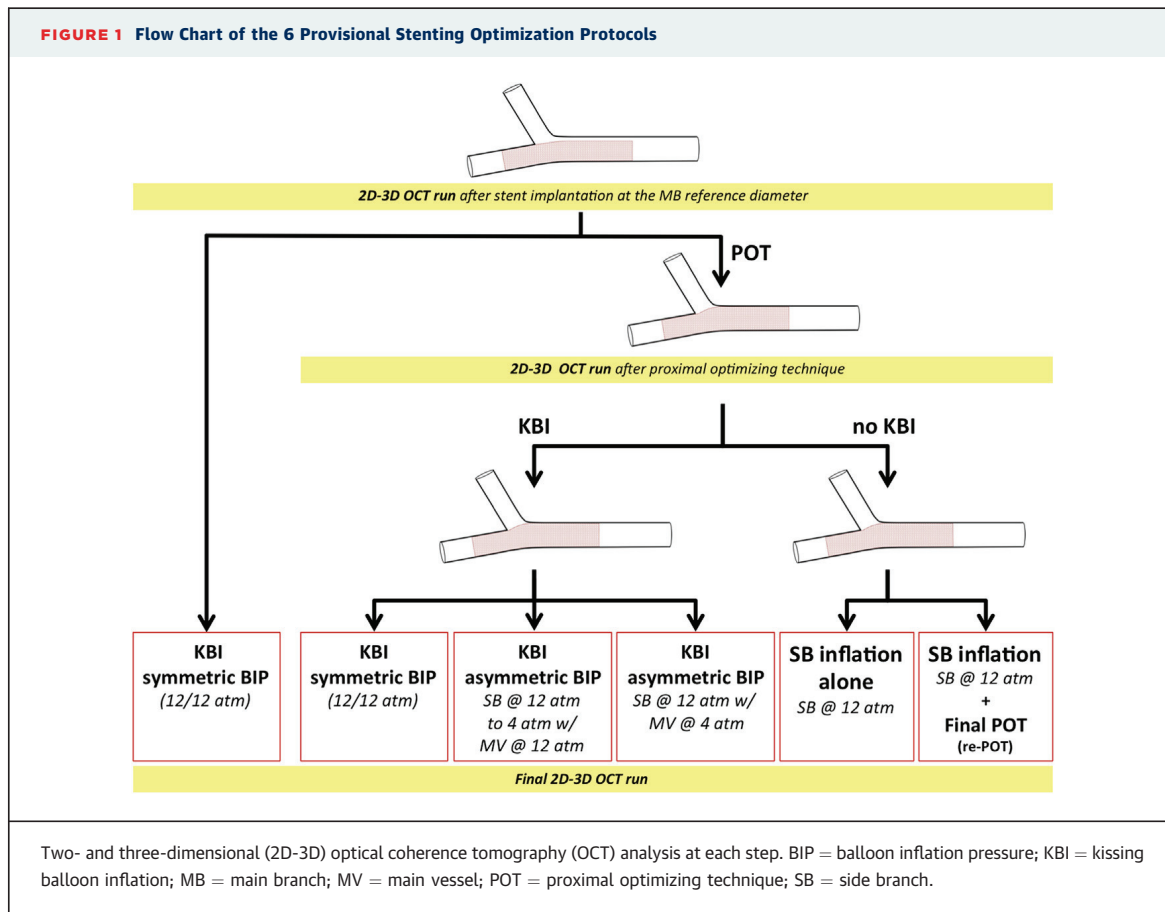 FIGURE 1 Flow Chart of the 6 Provisional Stenting Optimization Protocols
2D-3D OCT run after stent implantation at the MB reference diameter
POT
2D-3D OCT run after proximal optimizing technique
KBI
no KBI
KBI
symmetric BIP
(12/12 atm)
KBI
symmetric BIP
(12/12 atm)
KBI
asymmetric BIP
SB @ 12 atm
to 4 atm w/
MV @ 12 atm
KBI
asymmetric BIP
SB @ 12 atm w/
MV @ 4 atm
SB inflation
alone
SB @ 12 atm
SB inflation
SB @ 12 atm
+
Final POT
(re-POT)
Final 2D-3D OCT run
Two- and three-dimensional (2D-3D) optical coherence tomography (OCT) analysis at each step. BIP = balloon inflation pressure; KBI = kissing
balloon inflation; MB = main branch; MV = main vessel; POT = proximal optimizing technique; SB = side branch.